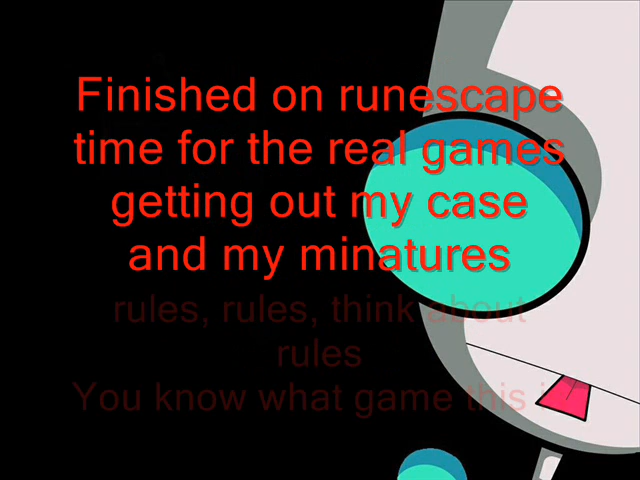 Finished on runescape
time for the real games
getting out my case
and my minatures
rules, rules, think about
rules
You know what game this is